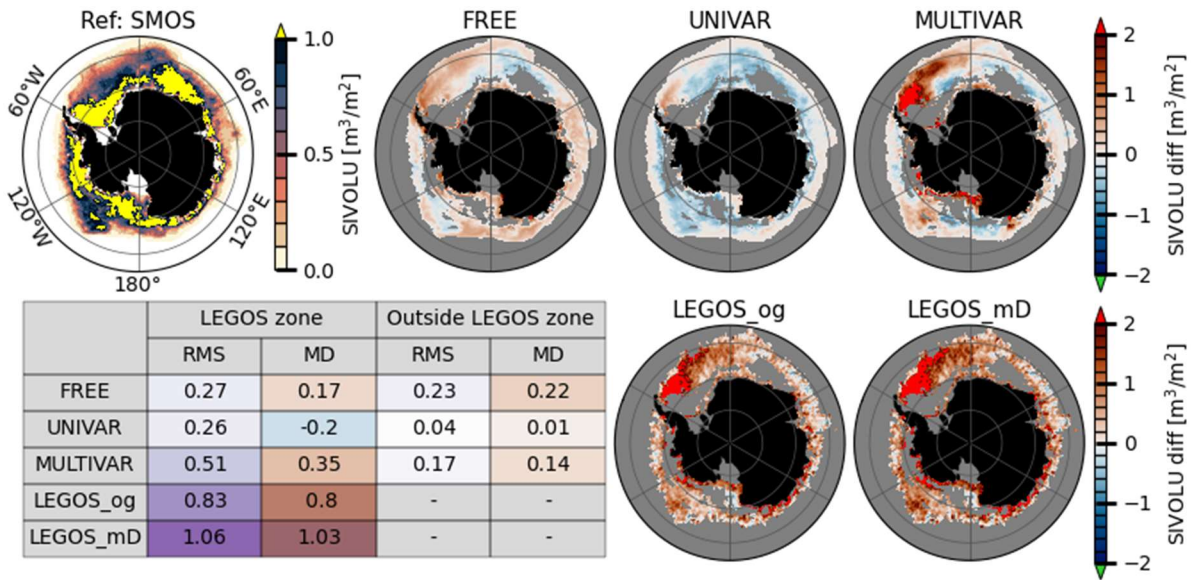 Ref: SMOS
FREE
UNIVAR
MULTIVAR
60°W
60°E
120°W
120°E
180°
1.0
0.5
0.0
SIVOLU [m³/m²]
2
1
0
−1
−2
SIVOLU diff [m³/m²]
LEGOS zone Outside LEGOS zone
RMS MD RMS MD
FREE 0.27 0.17 0.23 0.22
UNIVAR 0.26 -0.2 0.04 0.01
MULTIVAR 0.51 0.35 0.17 0.14
LEGOS_og 0.83 0.8 - -
LEGOS_mD 1.06 1.03 - -
LEGOS_og
LEGOS_mD
2
1
0
−1
−2
SIVOLU diff [m³/m²]